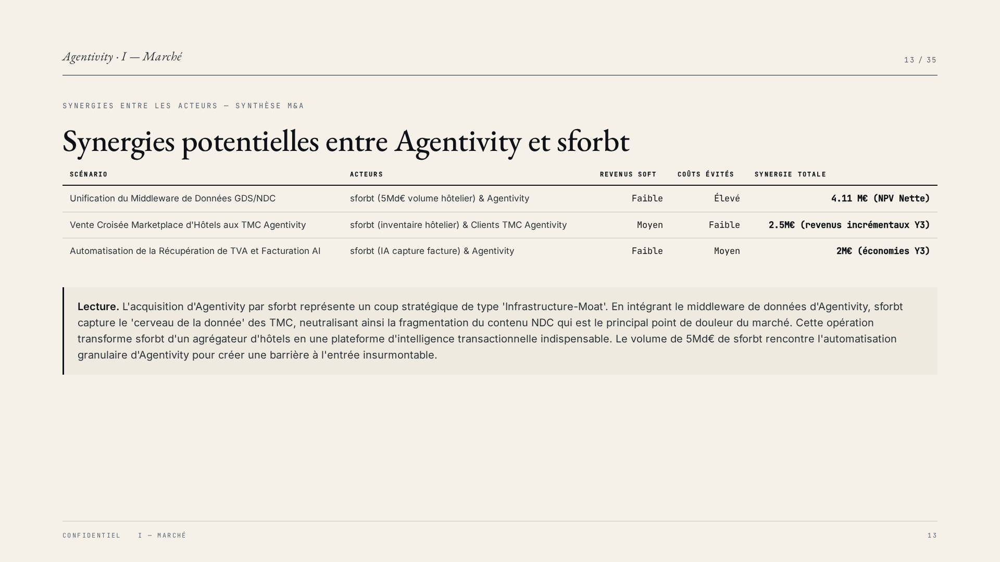 Agentivity · I — Marché
13 / 35
SYNERGIES ENTRE LES ACTEURS — SYNTHÈSE M&A
Synergies potentielles entre Agentivity et sforbt
SCÉNARIO ACTEURS REVENUS SOFT COÛTS ÉVITÉS SYNERGIE TOTALE
Unification du Middleware de Données GDS/NDC sforbt (5Md€ volume hôtelier) & Agentivity Faible Élevé 4.11 M€ (NPV Nette)
Vente Croisée Marketplace d'Hôtels aux TMC Agentivity sforbt (inventaire hôtelier) & Clients TMC Agentivity Moyen Faible 2.5M€ (revenus incrémentaux Y3)
Automatisation de la Récupération de TVA et Facturation AI sforbt (IA capture facture) & Agentivity Faible Moyen 2M€ (économies Y3)
Lecture. L'acquisition d'Agentivity par sforbt représente un coup stratégique de type 'Infrastructure-Moat'. En intégrant le middleware de données d'Agentivity, sforbt
capture le 'cerveau de la donnée' des TMC, neutralisant ainsi la fragmentation du contenu NDC qui est le principal point de douleur du marché. Cette opération
transforme sforbt d'un agrégateur d'hôtels en une plateforme d'intelligence transactionnelle indispensable. Le volume de 5Md€ de sforbt rencontre l'automatisation
granulaire d'Agentivity pour créer une barrière à l'entrée insurmontable.
CONFIDENTIEL I — MARCHÉ
13